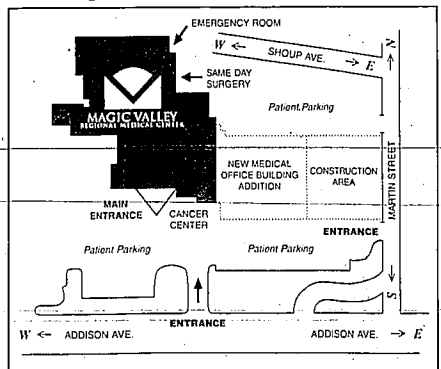 EMERGENCY ROOM
W E
SHOUP AVE.
N
SAME DAY
SURGERY
Patient Parking
MAGIC VALLEY
REGIONAL MEDICAL CENTER
NEW MEDICAL
OFFICE BUILDING
ADDITION
CONSTRUCTION
AREA
MARTIN STREET
MAIN
ENTRANCE
CANCER
CENTER
ENTRANCE
Patient Parking
Patient Parking
S
ENTRANCE
W ADDISON AVE.
ADDISON AVE. E